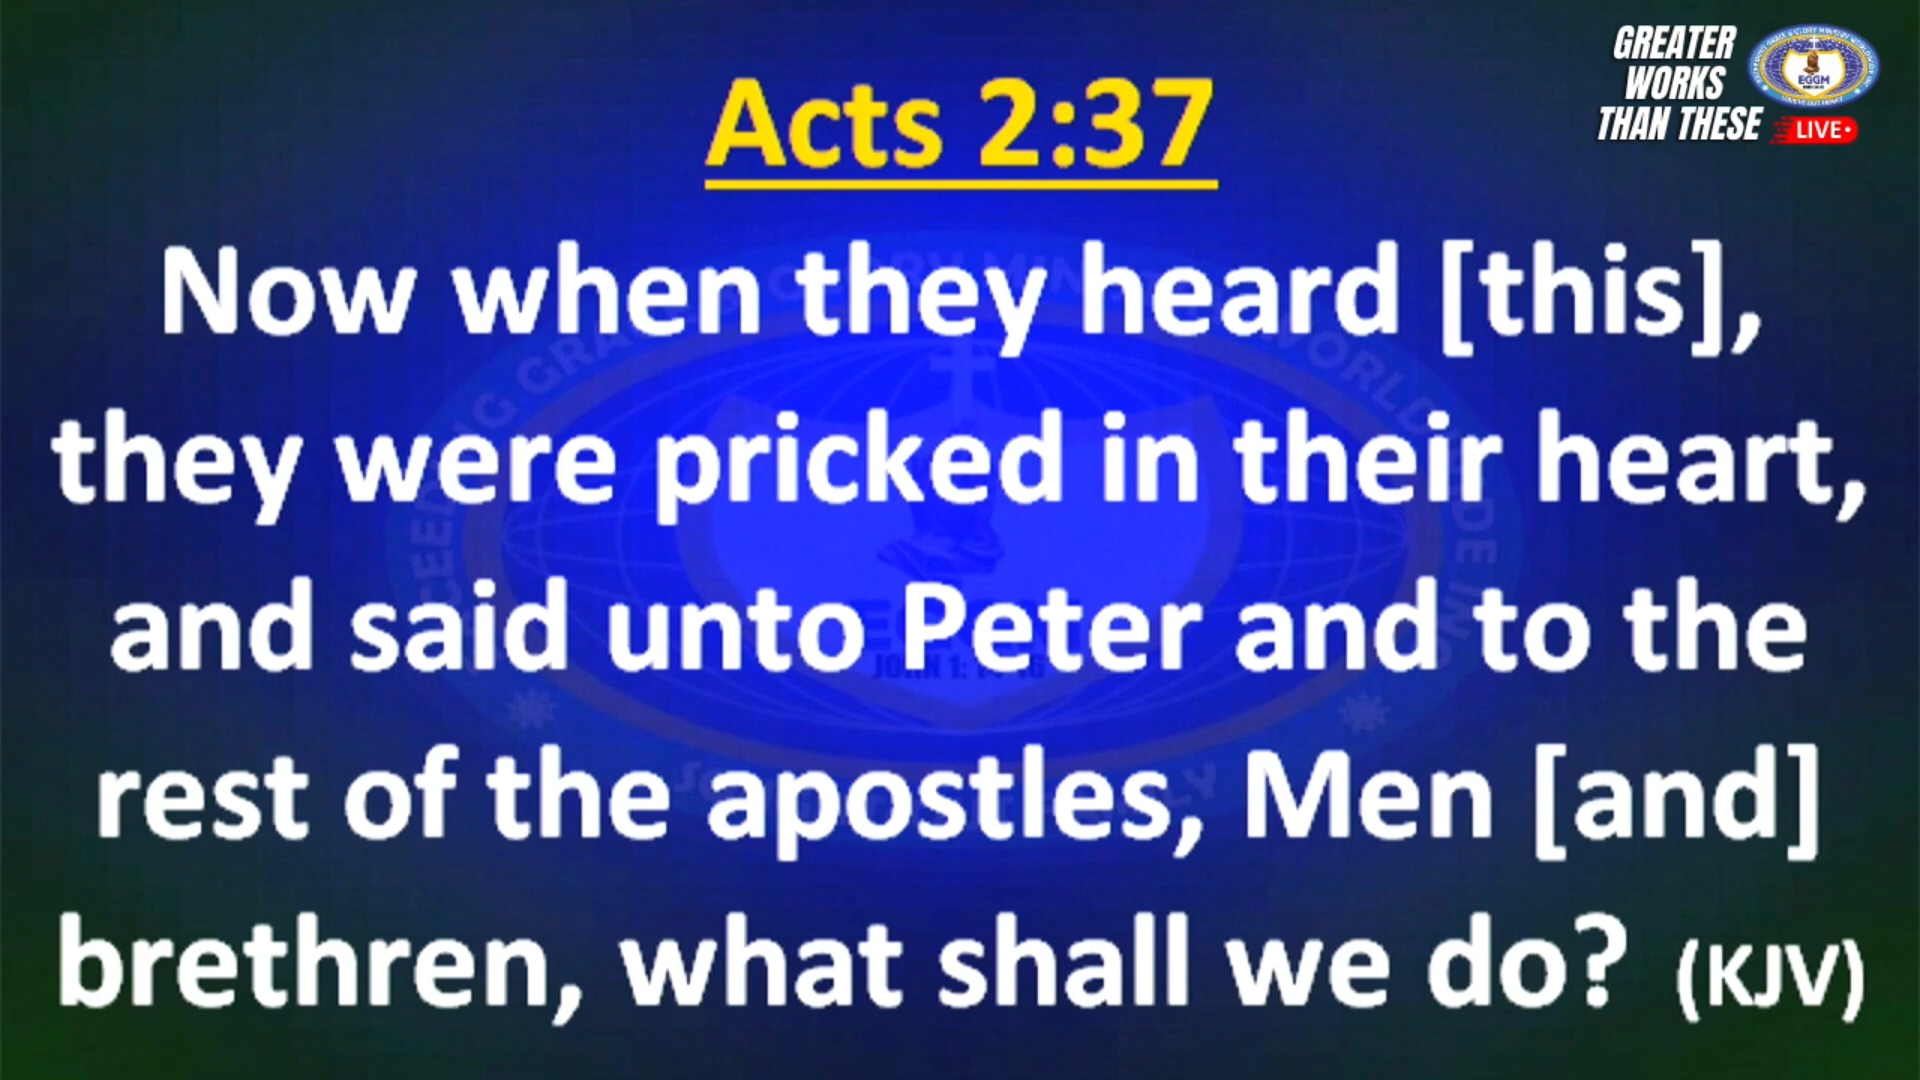 GREATER
WORKS
THAN THESE
EGGM
LIVE
Acts 2:37
Now when they heard [this],
they were pricked in their heart,
and said unto Peter and to the
rest of the apostles, Men [and]
brethren, what shall we do? (KJV)